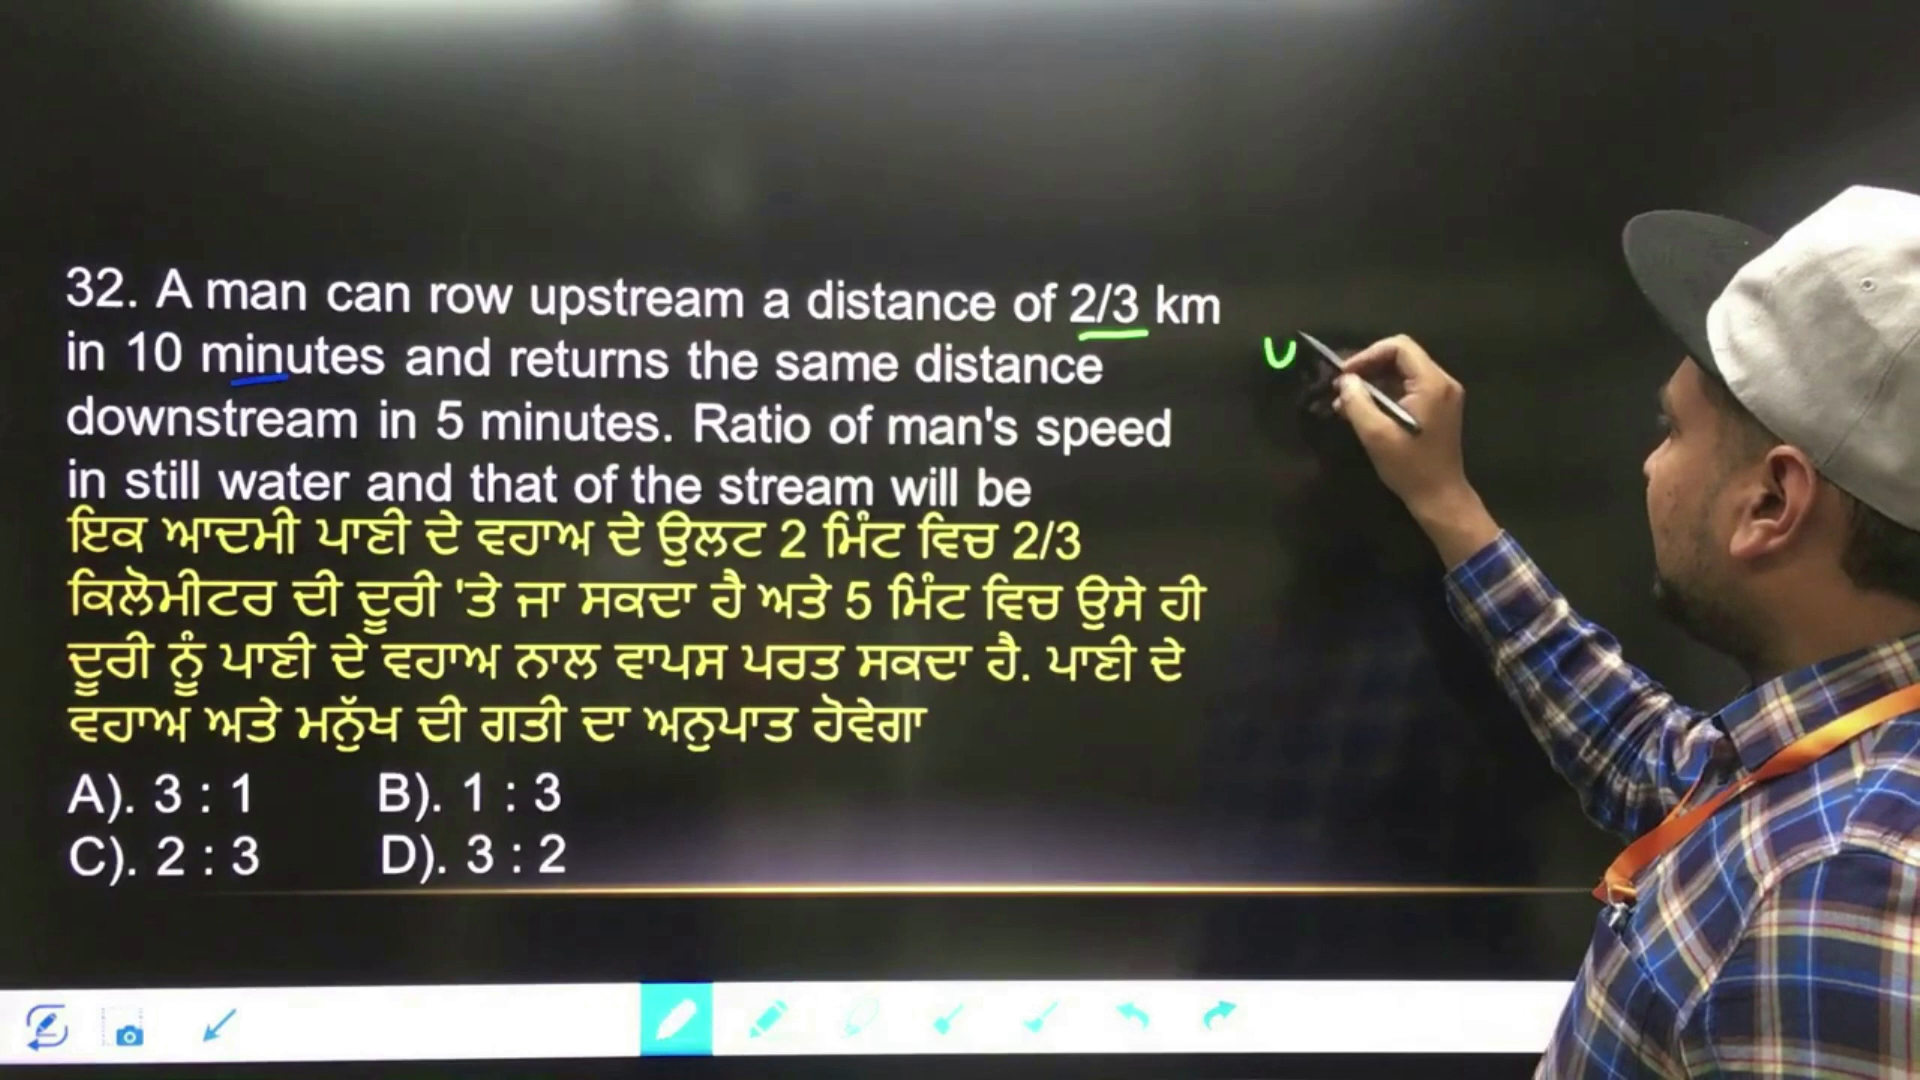 32. A man can row upstream a distance of 2/3 km
in 10 minutes and returns the same distance
downstream in 5 minutes. Ratio of man's speed
in still water and that of the stream will be
ਇਕ ਆਦਮੀ ਪਾਣੀ ਦੇ ਵਹਾਅ ਦੇ ਉਲਟ 2 ਮਿੰਟ ਵਿਚ 2/3
ਕਿਲੋਮੀਟਰ ਦੀ ਦੂਰੀ 'ਤੇ ਜਾ ਸਕਦਾ ਹੈ ਅਤੇ 5 ਮਿੰਟ ਵਿਚ ਉਸੇ ਹੀ
ਦੂਰੀ ਨੂੰ ਪਾਣੀ ਦੇ ਵਹਾਅ ਨਾਲ ਵਾਪਸ ਪਰਤ ਸਕਦਾ ਹੈ. ਪਾਣੀ ਦੇ
ਵਹਾਅ ਅਤੇ ਮਨੁੱਖ ਦੀ ਗਤੀ ਦਾ ਅਨੁਪਾਤ ਹੋਵੇਗਾ
A). 3 : 1 B). 1 : 3
C). 2 : 3 D). 3 : 2
U